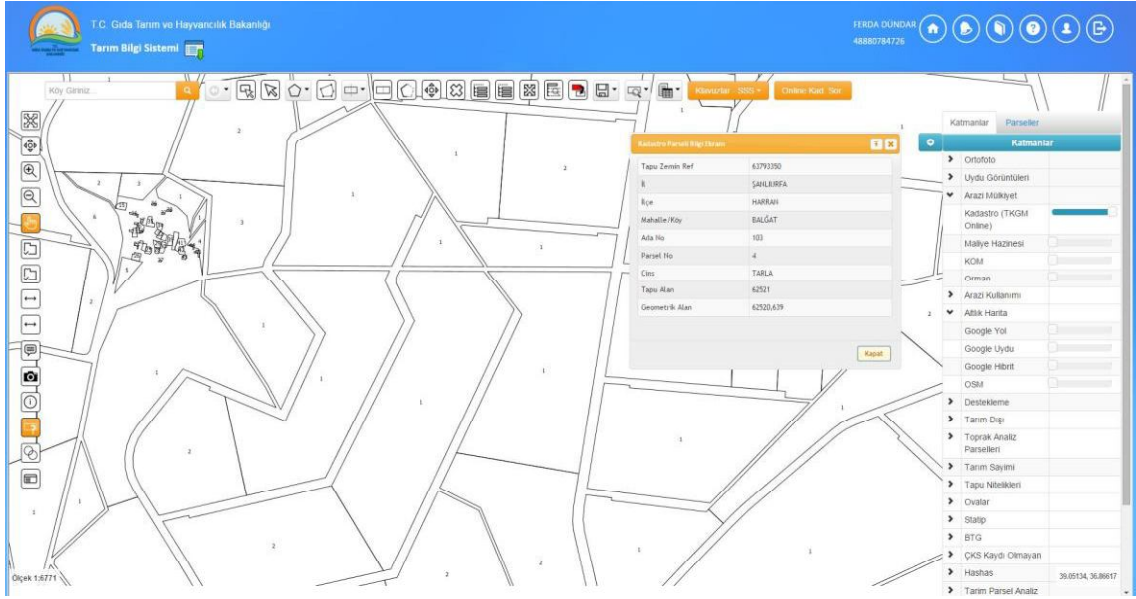 T.C. Gıda Tarım ve Hayvancılık Bakanlığı
Tarım Bilgi Sistemi
FERDA DÜNDAR
48880784726
Köy Giriniz...
Klavuzlar SSS
Online Kad. Sor
Katmanlar Parseller
Katmanlar
Ortofoto
Uydu Görüntüleri
Arazi Mülkiyet
Kadastro (TKGM
Online)
Maliye Hazinesi
KOM
Orman
Arazi Kullanımı
Altlık Harita
Google Yol
Google Uydu
Google Hibrit
OSM
Destekleme
Tarım Dışı
Toprak Analiz
Parselleri
Tarım Sayimi
Tapu Nitelikleri
Ovalar
Statip
BTG
ÇKS Kaydı Olmayan
Hashas
Tarım Parsel Analiz
Kadastro Parseli Bilgi Ekranı
Tapu Zemin Ref 63793350
İl ŞANLIURFA
İlçe HARRAN
Mahalle/Köy BALĞAT
Ada No 103
Parsel No 4
Cins TARLA
Tapu Alan 62521
Geometrik Alan 62520,639
Kapat
Ölçek 1:6771
39.05134, 36.86617